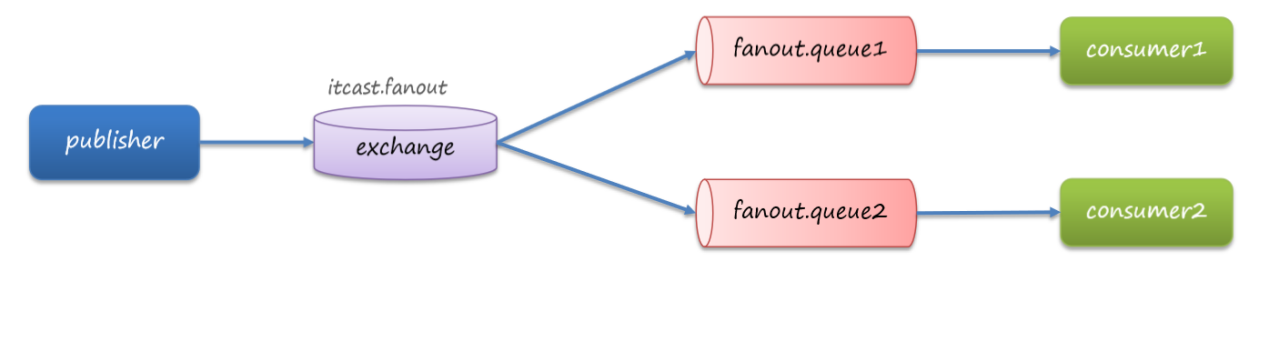 fanout.queue1
consumer1
itcast.fanout
publisher
exchange
fanout.queue2
consumer2